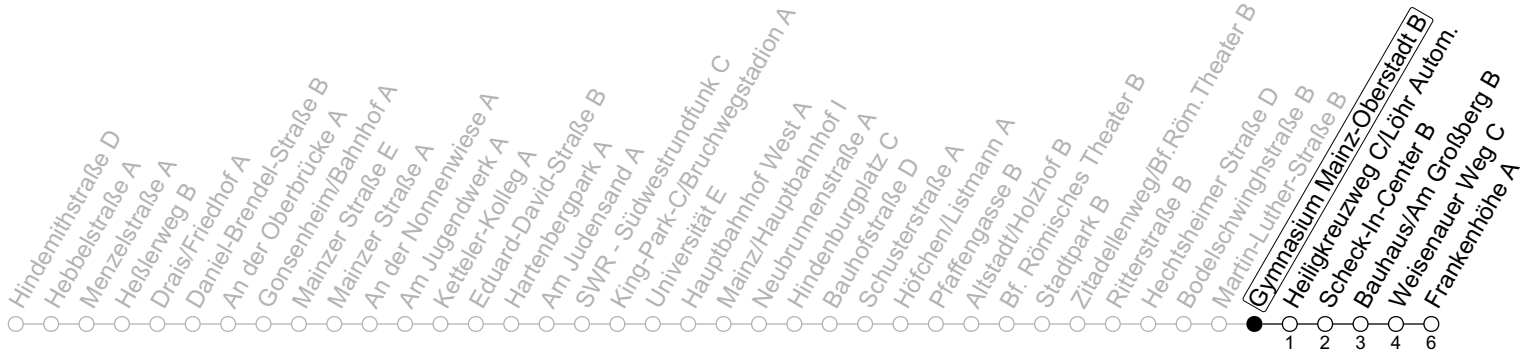 Hindemithstraße D
Hebbelstraße A
Menzelstraße A
Heßlerweg B
Drais/Friedhof A
Daniel-Brendel-Straße B
An der Oberbrücke A
Gonsenheim/Bahnhof A
Mainzer Straße E
Mainzer Straße A
An der Nonnenwiese A
Am Jugendwerk A
Ketteler-Kolleg A
Eduard-David-Straße B
Hartenbergpark A
Am Judensand A
SWR - Südwestrundfunk C
King-Park-C/Bruchwegstadion A
Universität E
Hauptbahnhof West A
Mainz/Hauptbahnhof I
Neubrunnenstraße A
Hindenburgplatz C
Bauhofstraße D
Schusterstraße A
Höfchen/Listmann A
Pfaffengasse B
Altstadt/Holzhof B
Bf. Römisches Theater B
Stadtpark B
Zitadellenweg/Bf.Röm. Theater B
Ritterstraße B
Hechtsheimer Straße D
Bodelschwinghstraße B
Martin-Luther-Straße B
Gymnasium Mainz-Oberstadt B
Heiligkreuzweg C/Löhr Autom.
Scheck-In-Center B
Bauhaus/Am Großberg B
Weisenauer Weg C
Frankenhöhe A
1 2 3 4 6